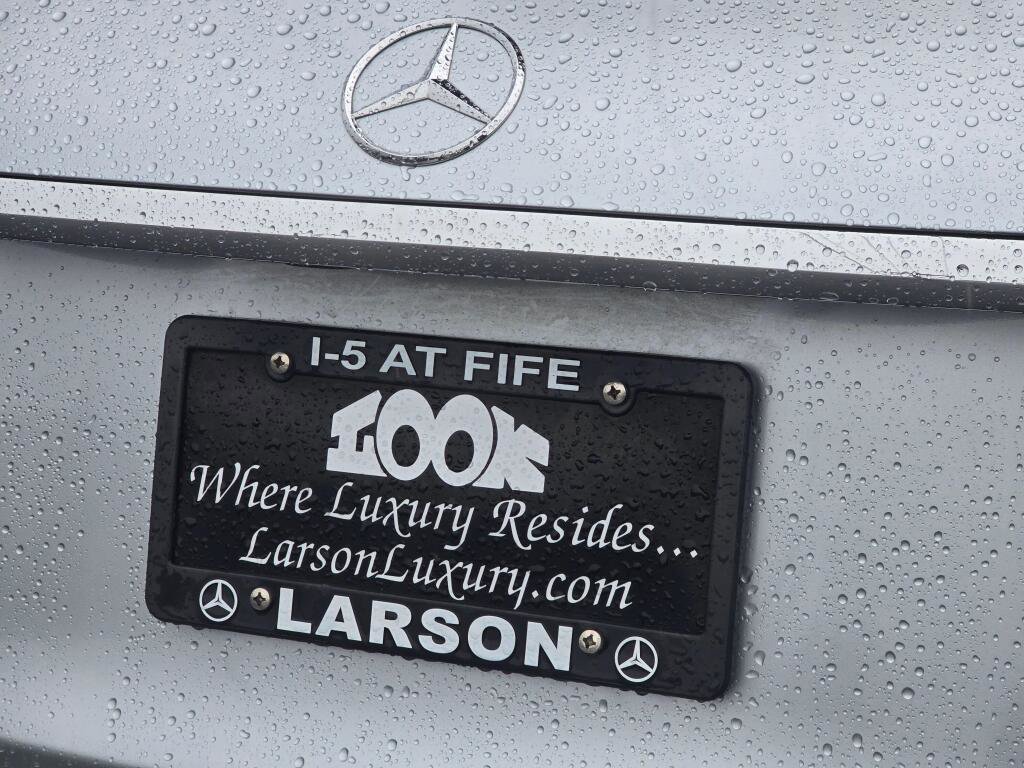 I-5 AT FIFE
LOOK
Where Luxury Resides...
LarsonLuxury.com
LARSON